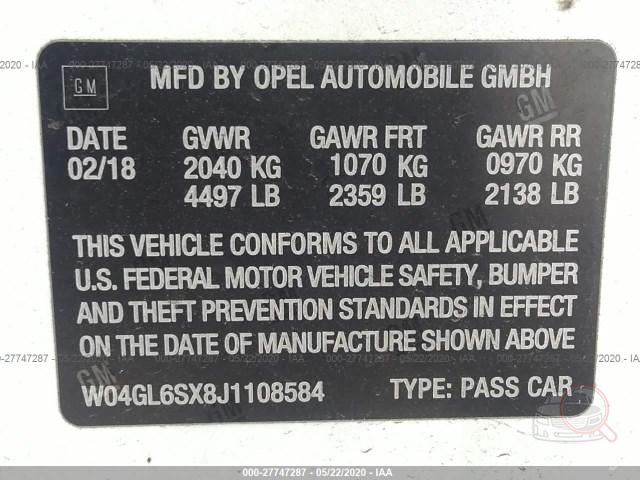 GM
MFD BY OPEL AUTOMOBILE GMBH
DATE GVWR GAWR FRT GAWR RR
02/18 2040 KG 1070 KG 0970 KG
4497 LB 2359 LB 2138 LB
THIS VEHICLE CONFORMS TO ALL APPLICABLE
U.S. FEDERAL MOTOR VEHICLE SAFETY, BUMPER
AND THEFT PREVENTION STANDARDS IN EFFECT
ON THE DATE OF MANUFACTURE SHOWN ABOVE
W04GL6SX8J1108584 TYPE: PASS CAR
000-27747287 - 05/22/2020 - IAA